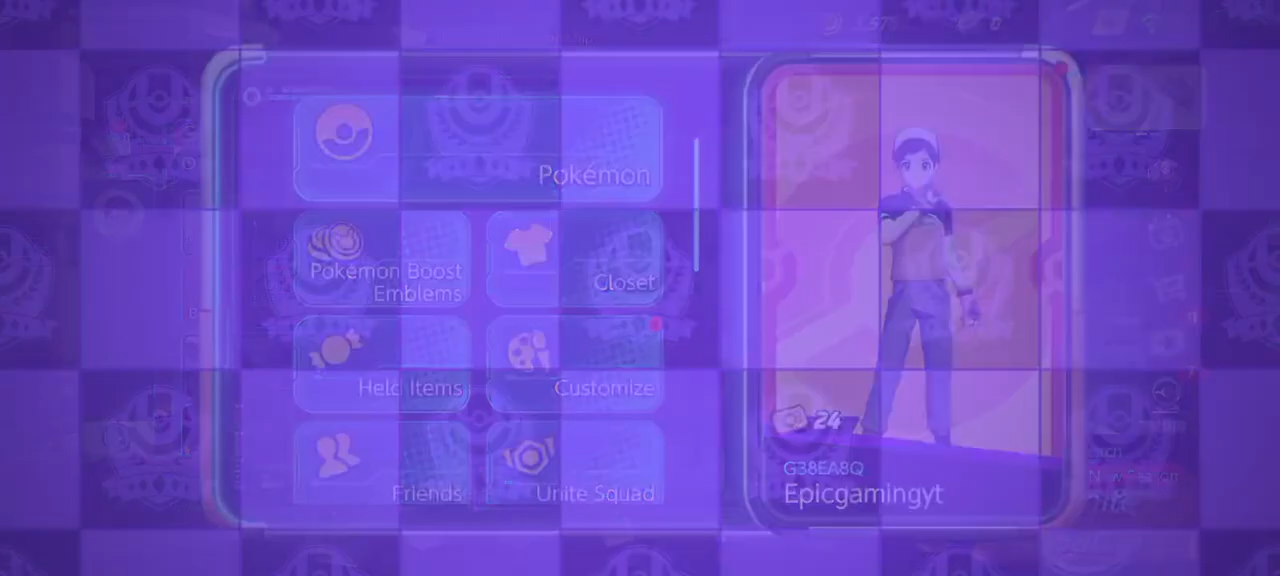 Pokémon
Pokémon Boost
Emblems
Closet
Held Items
Customize
Friends
Unite Squad
24
G38EA8Q
Epicgamingyt